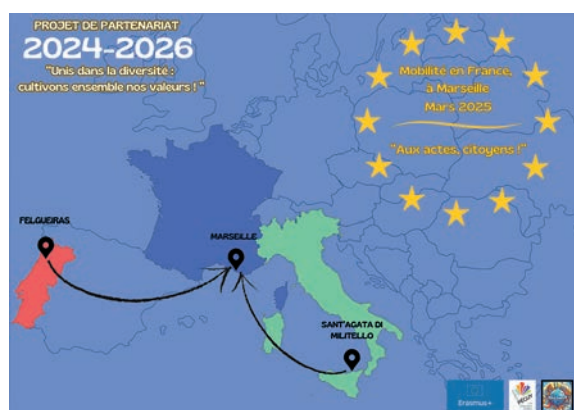 PROJET DE PARTENARIAT
2024-2026
"Unis dans la diversité :
cultivons ensemble nos valeurs ! "
Mobilité en France,
à Marseille
Mars 2025
"Aux actes, citoyens !"
FELGUEIRAS
MARSEILLE
SANT'AGATA DI
MILITELLO
Erasmus+